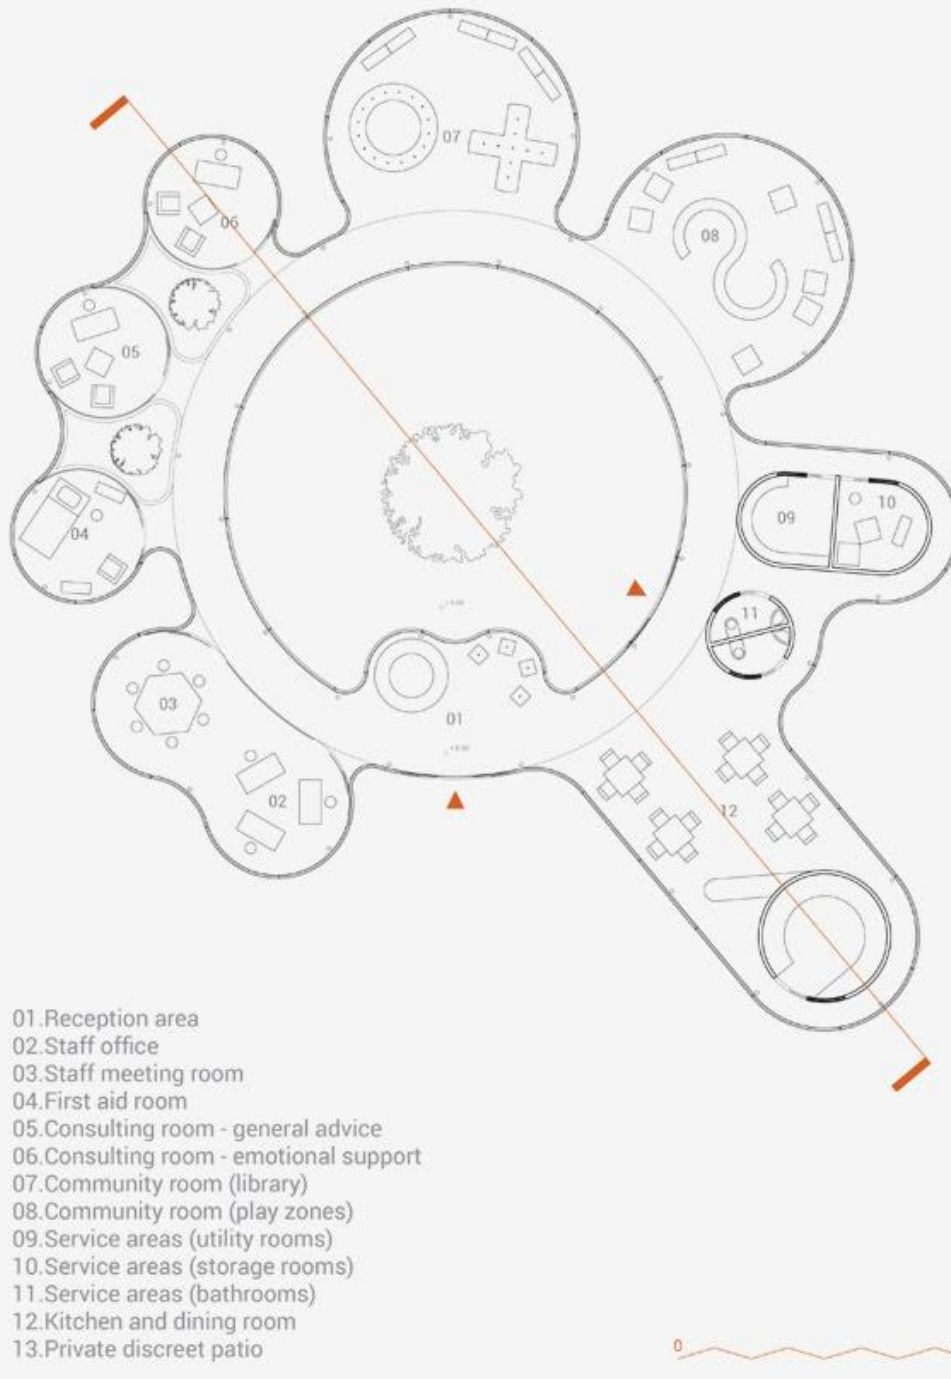 07
06
08
05
09
10
04
11
03
01
02
12
01.Reception area
02.Staff office
03.Staff meeting room
04.First aid room
05.Consulting room - general advice
06.Consulting room - emotional support
07.Community room (library)
08.Community room (play zones)
09.Service areas (utility rooms)
10.Service areas (storage rooms)
11.Service areas (bathrooms)
12.Kitchen and dining room
13.Private discreet patio
0